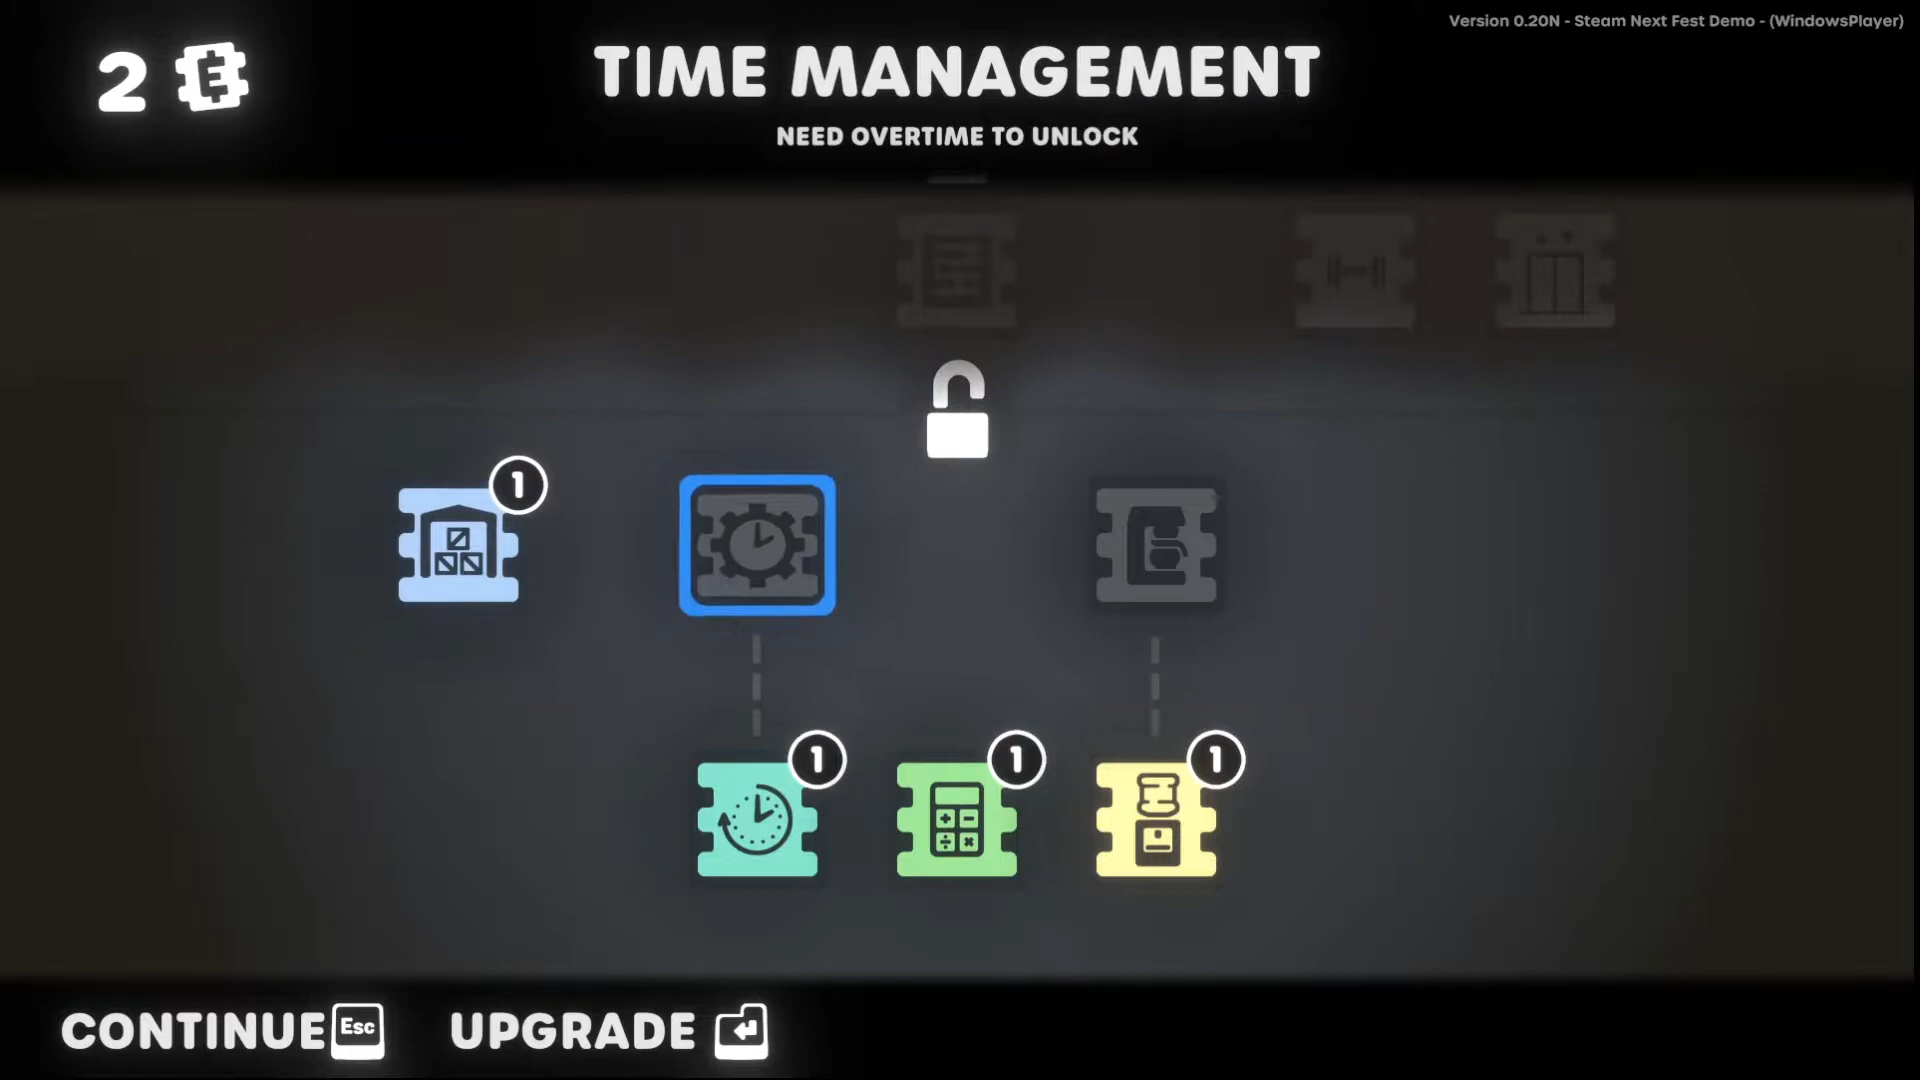 Version 0.20N - Steam Next Fest Demo - (WindowsPlayer)
2 E
TIME MANAGEMENT
NEED OVERTIME TO UNLOCK
1
1
1
1
CONTINUE Esc UPGRADE